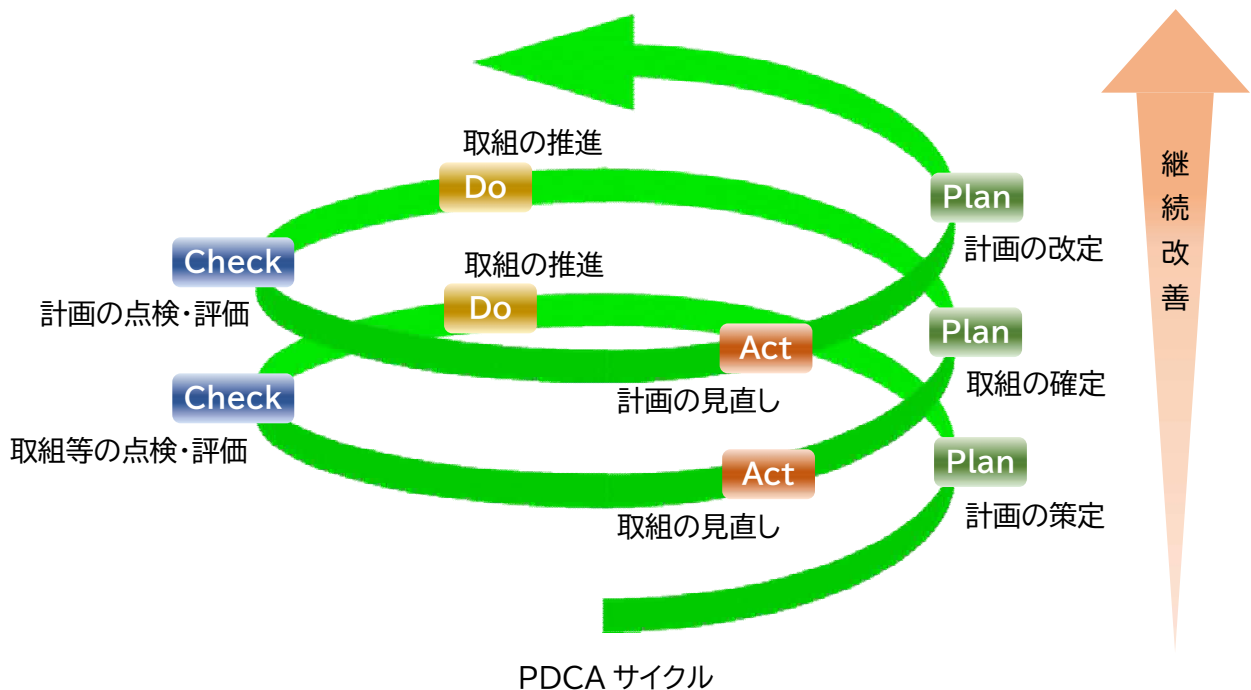 取組の推進
Do
Plan
計画の改定
Check
計画の点検・評価
取組の推進
Do
Act
計画の見直し
Plan
取組の確定
Check
取組等の点検・評価
Act
取組の見直し
Plan
計画の策定
継続改善
PDCA サイクル